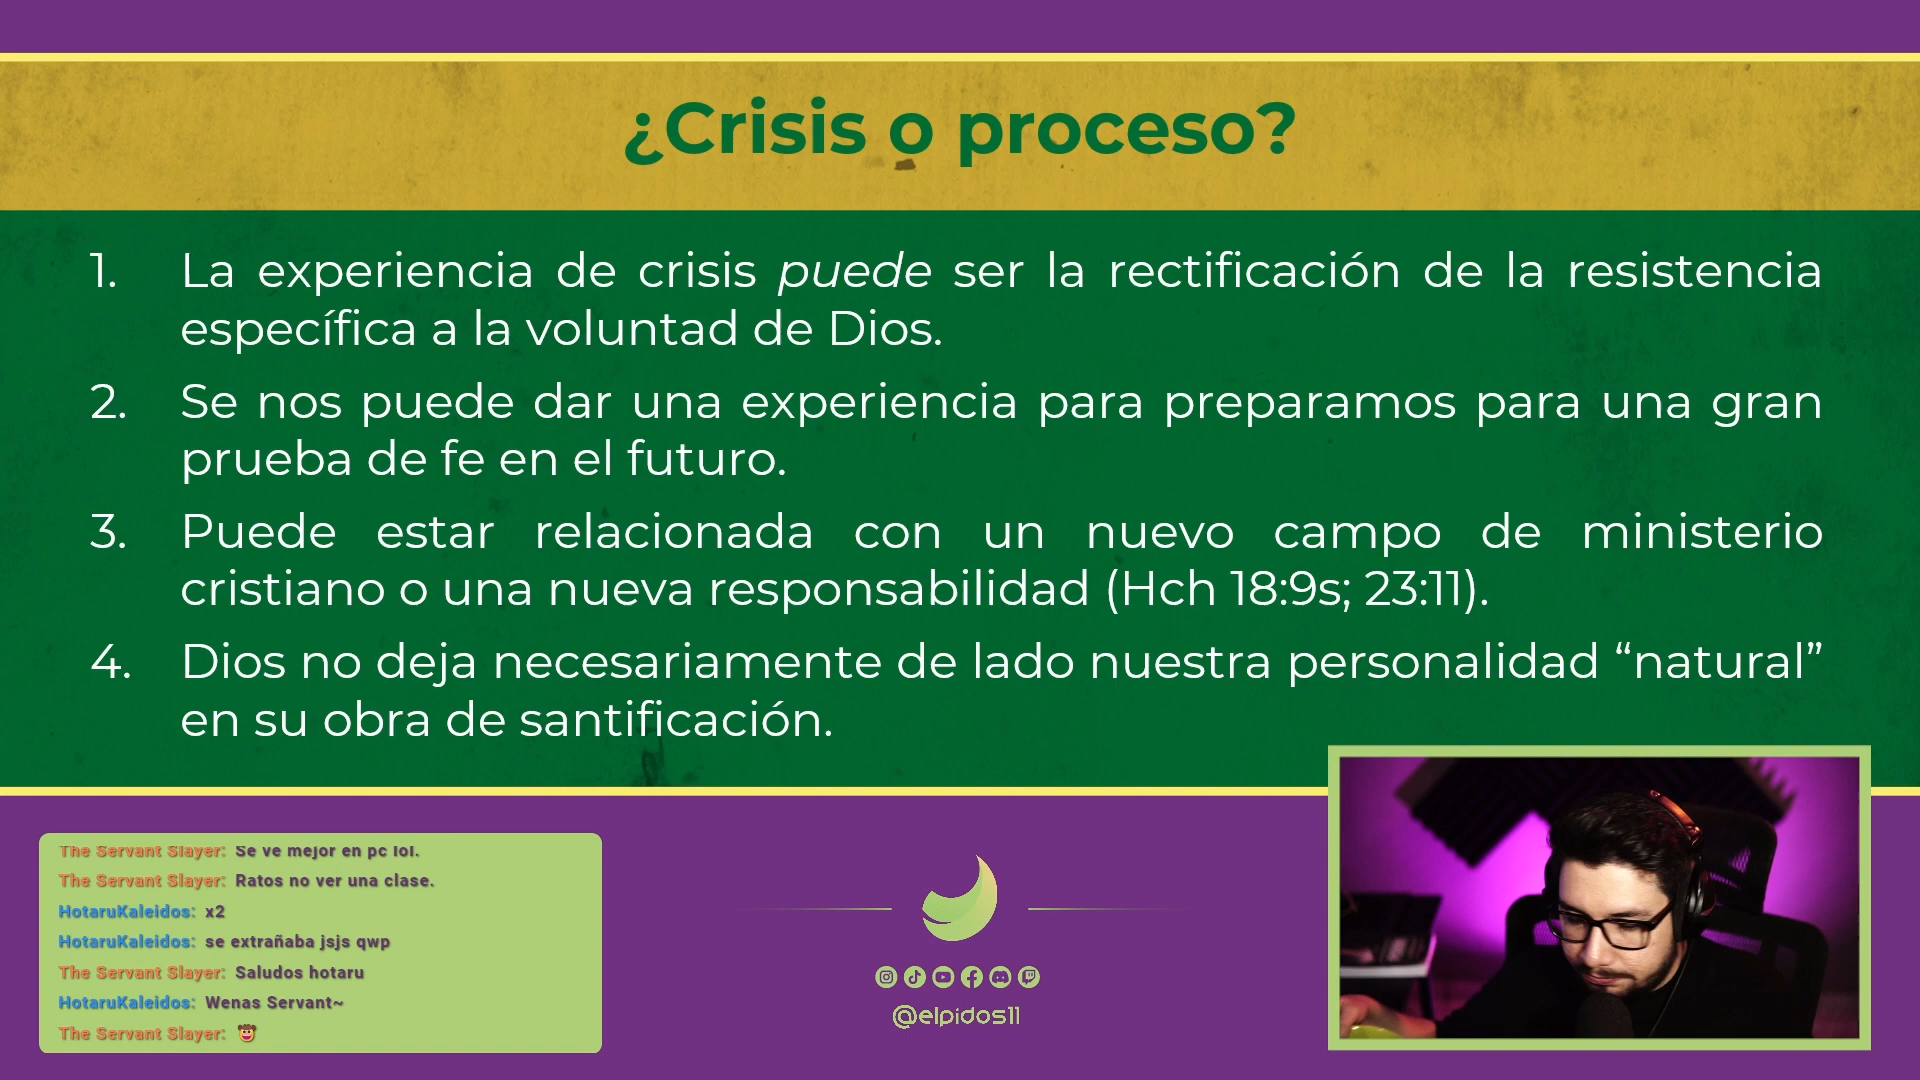 ¿Crisis o proceso?
1. La experiencia de crisis puede ser la rectificación de la resistencia
específica a la voluntad de Dios.
2. Se nos puede dar una experiencia para preparamos para una gran
prueba de fe en el futuro.
3. Puede estar relacionada con un nuevo campo de ministerio
cristiano o una nueva responsabilidad (Hch 18:9s; 23:11).
4. Dios no deja necesariamente de lado nuestra personalidad “natural”
en su obra de santificación.
The Servant Slayer: Se ve mejor en pc lol.
The Servant Slayer: Ratos no ver una clase.
HotaruKaleidos: x2
HotaruKaleidos: se extrañaba jsjs qwp
The Servant Slayer: Saludos hotaru
HotaruKaleidos: Wenas Servant~
The Servant Slayer:
@elpidos11